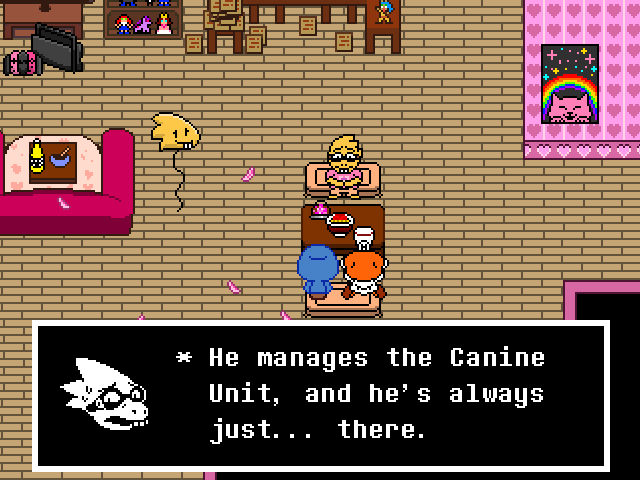 * He manages the Canine
Unit, and he's always
just... there.